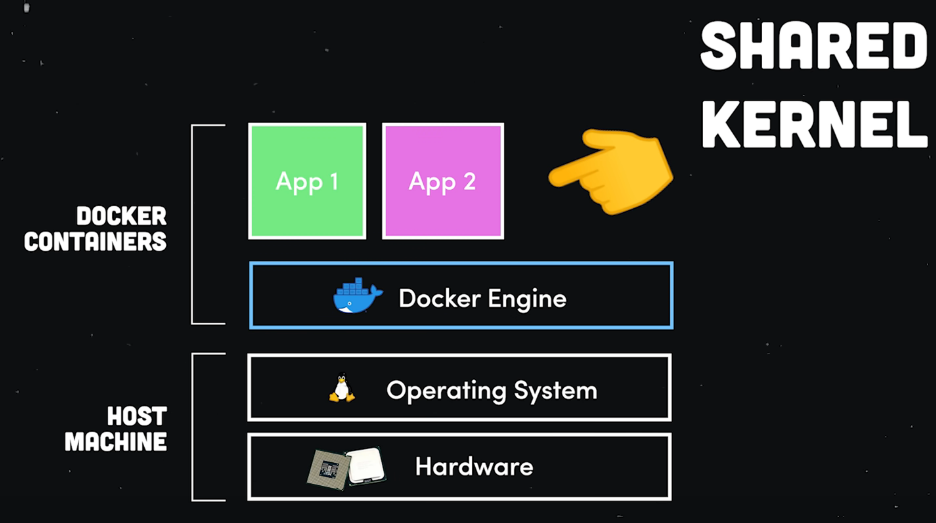 SHARED
KERNEL
App 1
App 2
DOCKER
CONTAINERS
Docker Engine
Operating System
HOST
MACHINE
Hardware